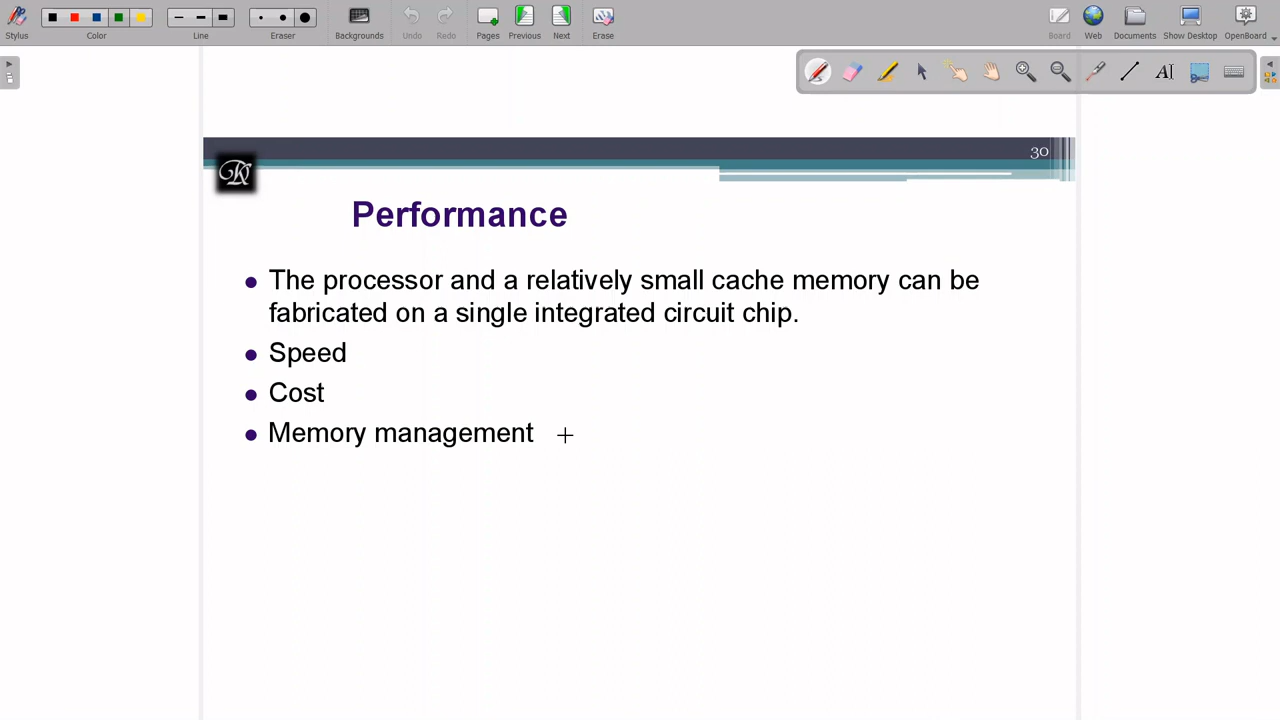 Stylus
Color
Line
Eraser
Backgrounds
Undo
Redo
Pages
Previous
Next
Erase
Board
Web
Documents
Show Desktop
OpenBoard
30
Performance
• The processor and a relatively small cache memory can be
fabricated on a single integrated circuit chip.
• Speed
• Cost
• Memory management